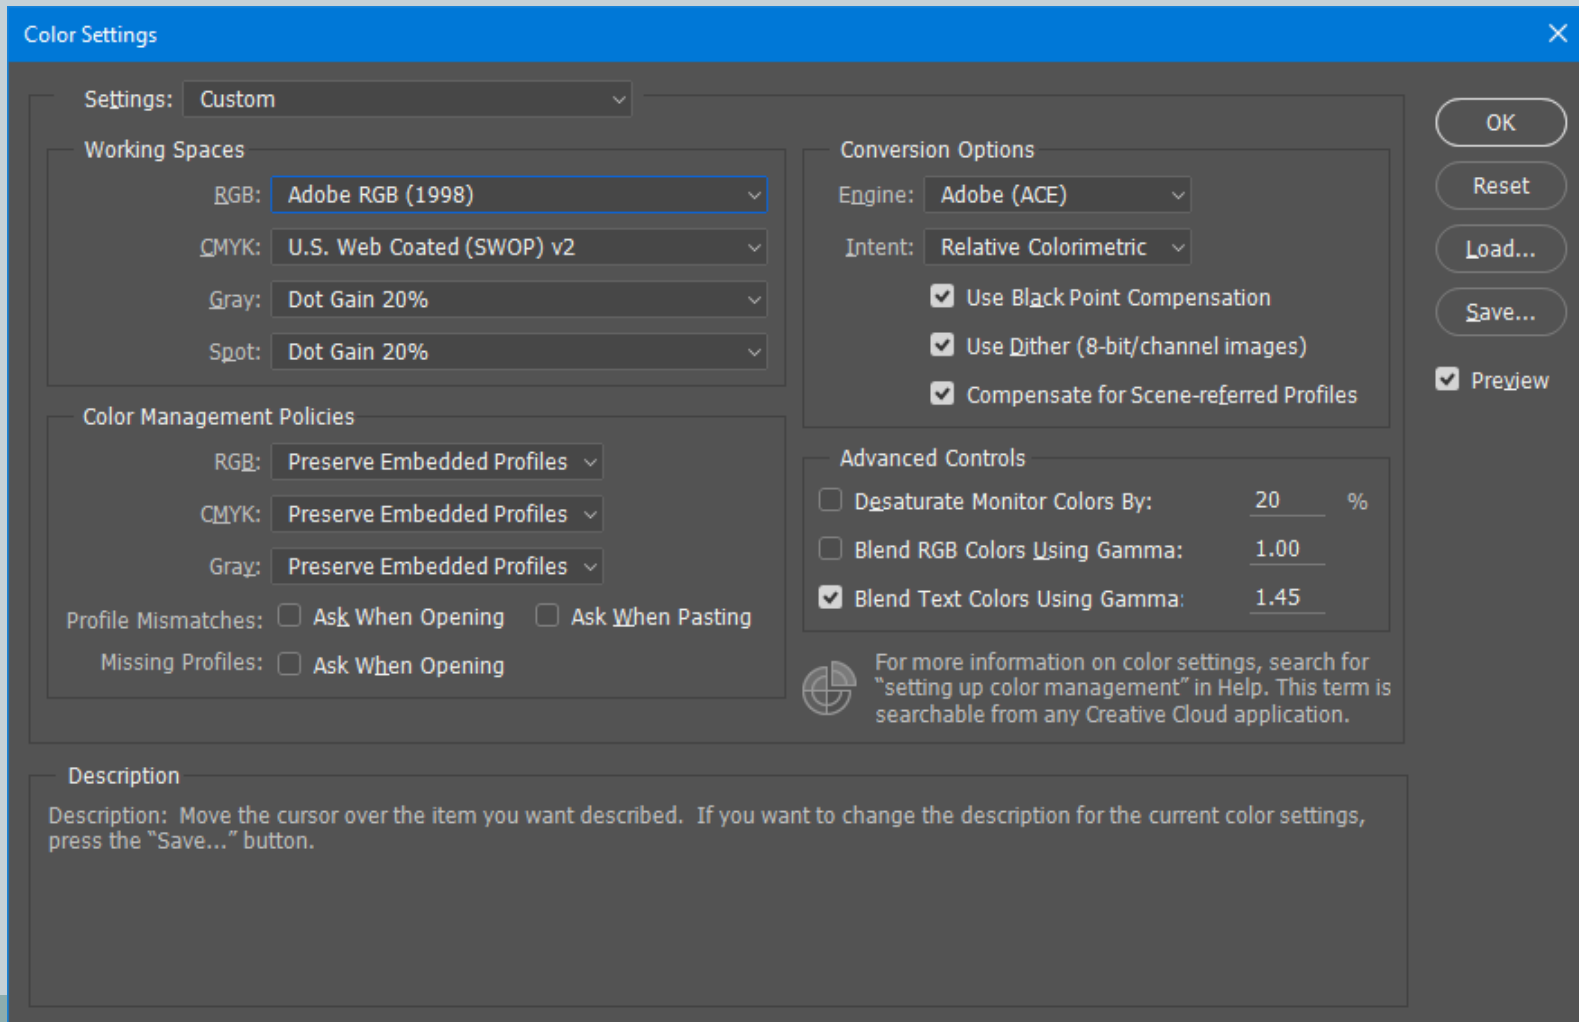 Color Settings
Settings: Custom
Working Spaces
RGB: Adobe RGB (1998)
CMYK: U.S. Web Coated (SWOP) v2
Gray: Dot Gain 20%
Spot: Dot Gain 20%
Color Management Policies
RGB: Preserve Embedded Profiles
CMYK: Preserve Embedded Profiles
Gray: Preserve Embedded Profiles
Profile Mismatches: Ask When Opening Ask When Pasting
Missing Profiles: Ask When Opening
Conversion Options
Engine: Adobe (ACE)
Intent: Relative Colorimetric
Use Black Point Compensation
Use Dither (8-bit/channel images)
Compensate for Scene-referred Profiles
Advanced Controls
Desaturate Monitor Colors By: 20 %
Blend RGB Colors Using Gamma: 1.00
Blend Text Colors Using Gamma: 1.45
For more information on color settings, search for
“setting up color management” in Help. This term is
searchable from any Creative Cloud application.
OK
Reset
Load...
Save...
Preview
Description
Description: Move the cursor over the item you want described. If you want to change the description for the current color settings,
press the “Save...” button.